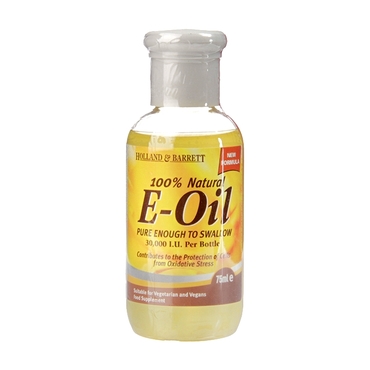 HOLLAND & BARRETT
NEW
FORMULA
100% Natural
E-Oil
PURE ENOUGH TO SWALLOW
30,000 I.U. Per Bottle
Contributes to the Protection
from Oxidative Stress
75ml e
Suitable for Vegetarian and Vegans
Food Supplement